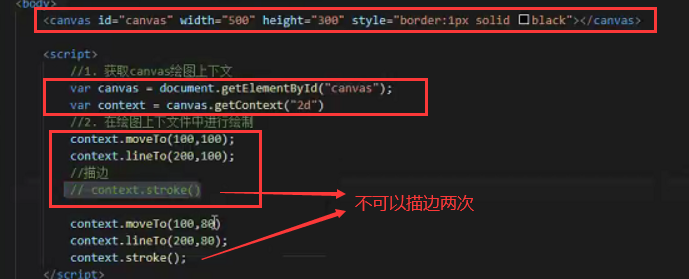 <body>
<canvas id="canvas" width="500" height="300" style="border:1px solid black"></canvas>
<script>
//1. 获取canvas绘图上下文
var canvas = document.getElementById("canvas");
var context = canvas.getContext("2d")
//2. 在绘图上下文件中进行绘制
context.moveTo(100,100);
context.lineTo(200,100);
//描边
// context.stroke()
不可以描边两次
context.moveTo(100,80)
context.lineTo(200,80);
context.stroke();
</script>